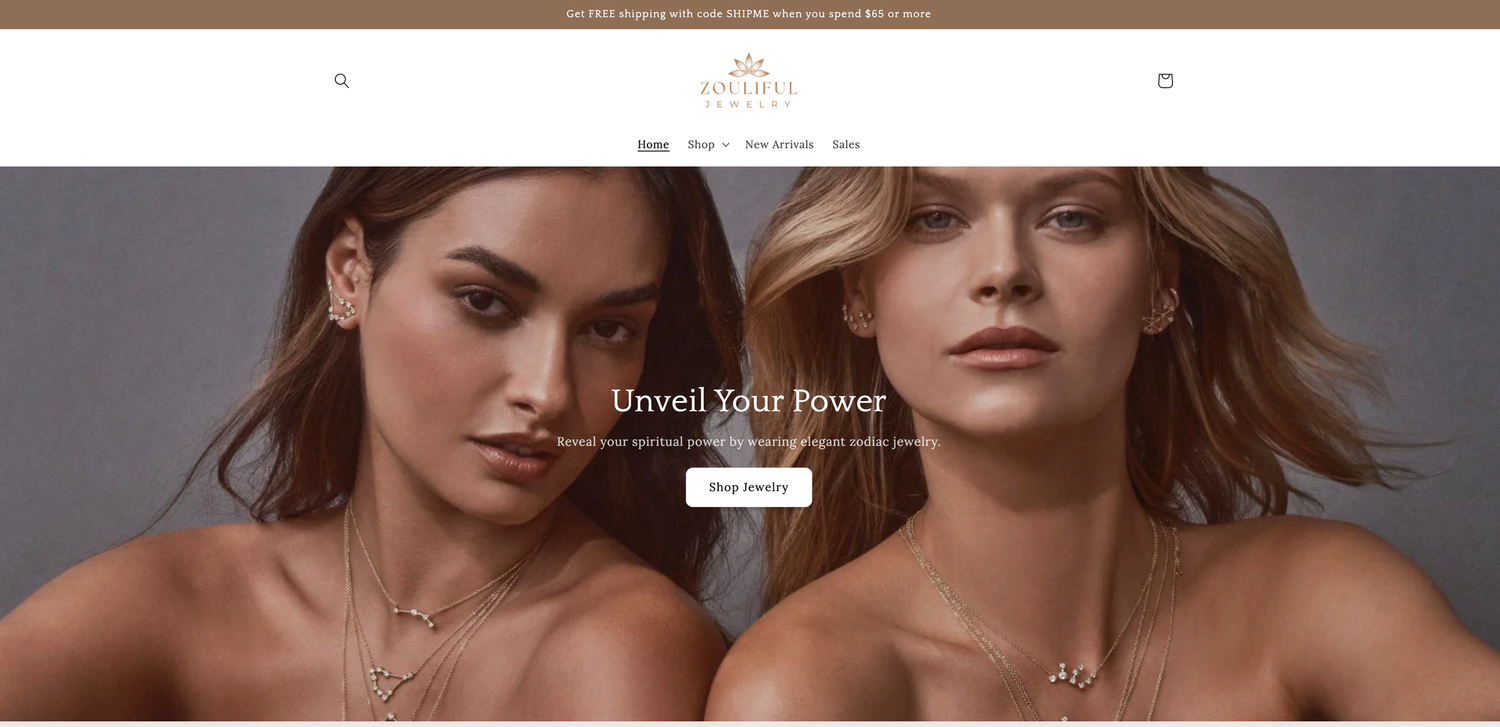 Get FREE shipping with code SHIPME when you spend $65 or more
ZOULIFUL
JEWELRY
Home Shop New Arrivals Sales
Unveil Your Power
Reveal your spiritual power by wearing elegant zodiac jewelry.
Shop Jewelry